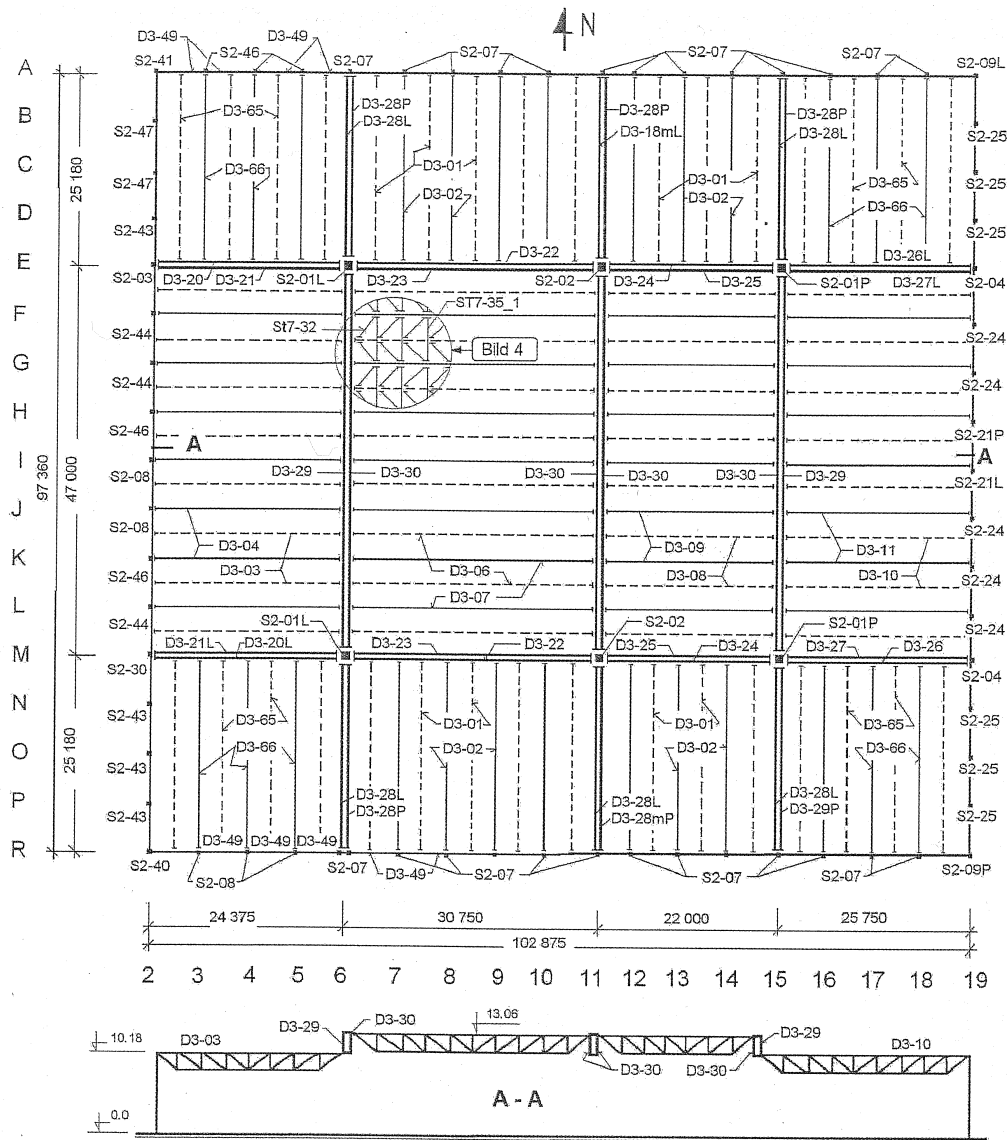 N
D3-49 D3-49
S2-41 S2-46 S2-07 S2-07 S2-07 S2-07 S2-09L
A
B
D3-65 D3-28P D3-28P D3-28P
S2-47 D3-28L D3-18mL D3-28L S2-25
C
D3-66 D3-01 D3-01 D3-65
S2-47 D3-02 D3-02 D3-66 S2-25
D
S2-43 D3-22 D3-26L S2-25
E
S2-03 D3-20 D3-21 S2-01L D3-23 S2-02 D3-24 D3-25 S2-01P D3-27L S2-04
25 180
F
ST7-35_1
St7-32
S2-44 S2-24
Bild 4
G
S2-44 S2-24
H
S2-46 S2-21P
A A
I
S2-08 D3-29 D3-30 D3-30 D3-30 D3-30 D3-29 S2-21L
97 360
47 000
J
S2-08 S2-24
D3-04 D3-09 D3-11
K
D3-03 D3-06 D3-08 D3-10
S2-46 S2-24
D3-07
L
S2-44 S2-01L S2-02 S2-01P S2-24
D3-21L D3-20L D3-23 D3-22 D3-25 D3-24 D3-27 D3-26
M
S2-30 S2-04
N
S2-43 D3-65 D3-01 D3-01 D3-65 S2-25
O
D3-66 D3-02 D3-02 D3-66
S2-43 S2-25
25 180
P
D3-28L D3-28L D3-28L
S2-43 D3-28P D3-28mP D3-29P S2-25
R
D3-49 D3-49 D3-49
S2-40 S2-08 S2-07 D3-49 S2-07 S2-07 S2-07 S2-09P
24 375 30 750 22 000 25 750
102 875
2 3 4 5 6 7 8 9 10 11 12 13 14 15 16 17 18 19
10.18 D3-03 D3-29 D3-30 13.06 D3-29 D3-10
D3-30 D3-30
A - A
0.0